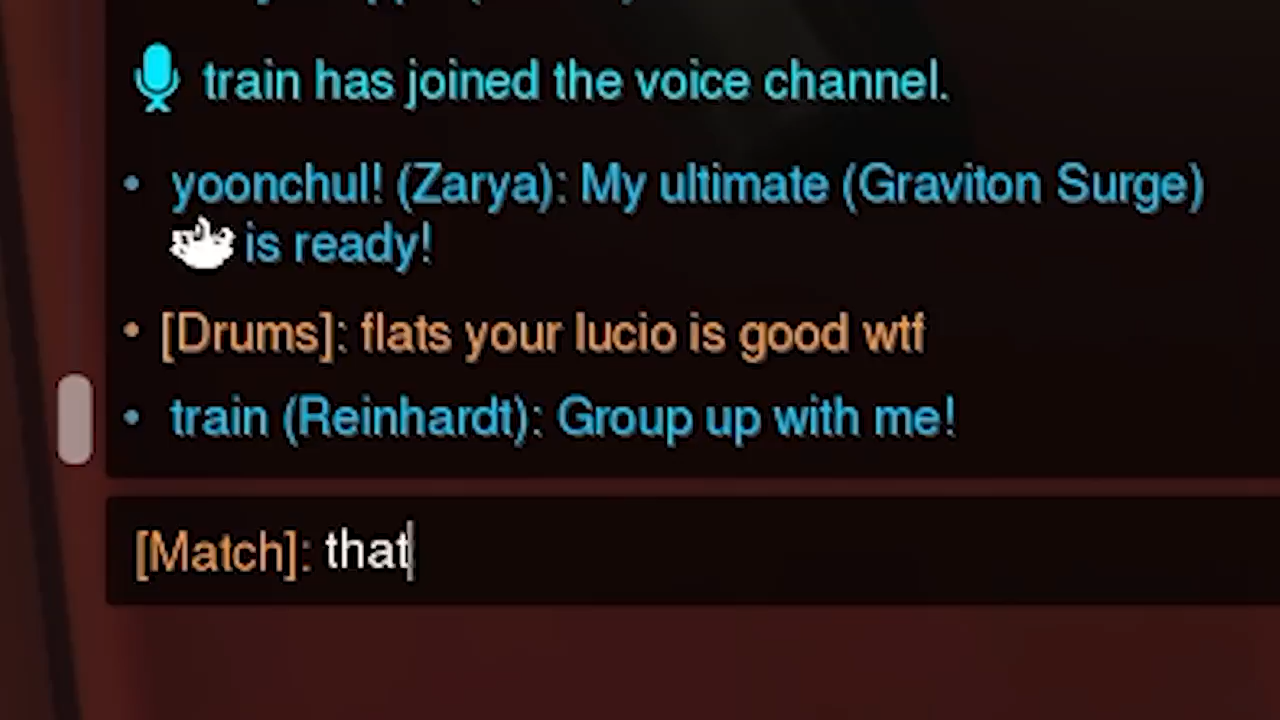 train has joined the voice channel.
• yoonchul! (Zarya): My ultimate (Graviton Surge)
is ready!
• [Drums]: flats your lucio is good wtf
• train (Reinhardt): Group up with me!
[Match]: that